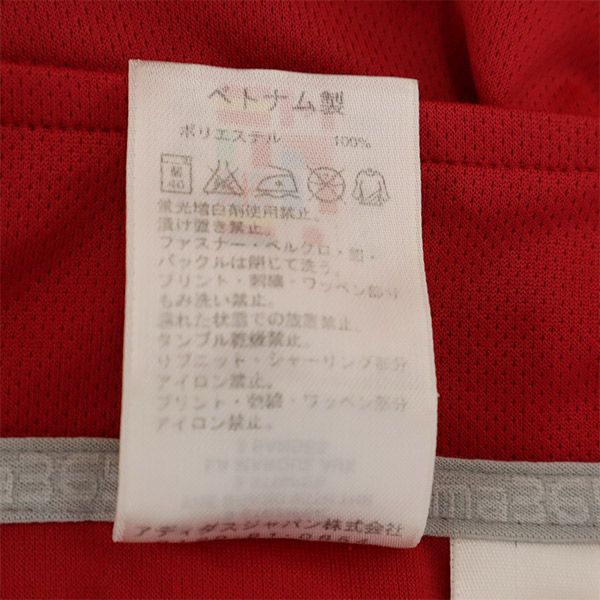 ベトナム製
ポリエステル 100%
弱
40
蛍光増白剤使用禁止。
漬け置き禁止。
ファスナー・ベルクロ・釦・
バックルは閉じて洗う。
プリント・刺繍・ワッペン部分
もみ洗い禁止。
濡れた状態での放置禁止。
タンブル乾燥禁止。
リブニット・シャーリング部分
アイロン禁止。
プリント・刺繍・ワッペン部分
アイロン禁止。
アディダスジャパン株式会社